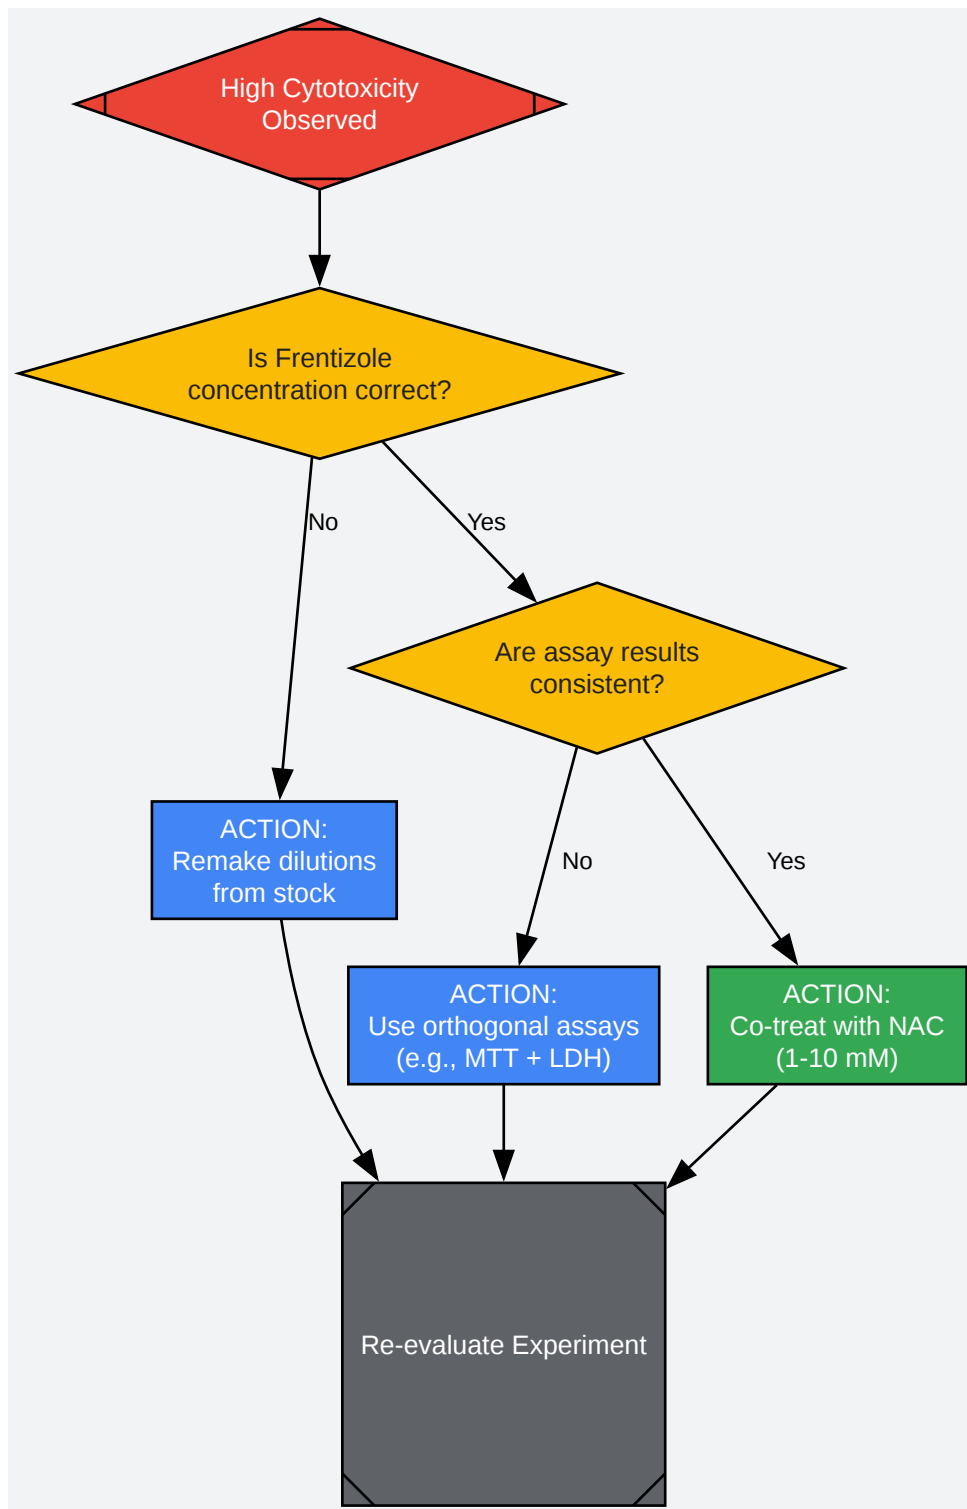 High Cytotoxicity
Observed
Is Frentizole
concentration correct?
No
Yes
Are assay results
consistent?
ACTION:
Remake dilutions
from stock
No
Yes
ACTION:
Use orthogonal assays
(e.g., MTT + LDH)
ACTION:
Co-treat with NAC
(1-10 mM)
Re-evaluate Experiment